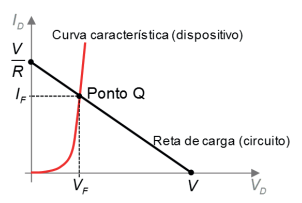 I_D
Curva característica (dispositivo)
V
R
I_F
Ponto Q
Reta de carga (circuito)
V_F
V
V_D